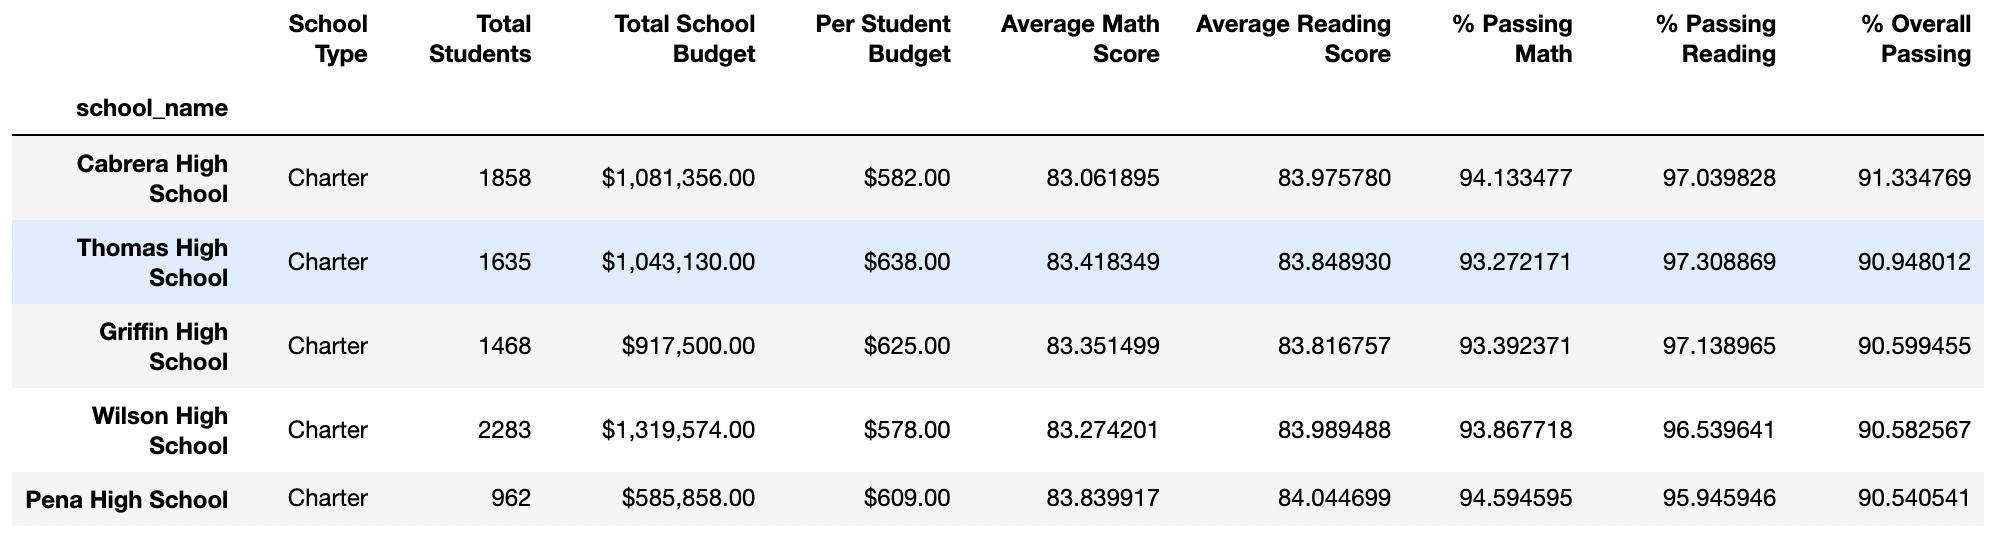 School Type Total Students Total School Budget Per Student Budget Average Math Score Average Reading Score % Passing Math % Passing Reading % Overall Passing
school_name
Cabrera High School Charter 1858 $1,081,356.00 $582.00 83.061895 83.975780 94.133477 97.039828 91.334769
Thomas High School Charter 1635 $1,043,130.00 $638.00 83.418349 83.848930 93.272171 97.308869 90.948012
Griffin High School Charter 1468 $917,500.00 $625.00 83.351499 83.816757 93.392371 97.138965 90.599455
Wilson High School Charter 2283 $1,319,574.00 $578.00 83.274201 83.989488 93.867718 96.539641 90.582567
Pena High School Charter 962 $585,858.00 $609.00 83.839917 84.044699 94.594595 95.945946 90.540541